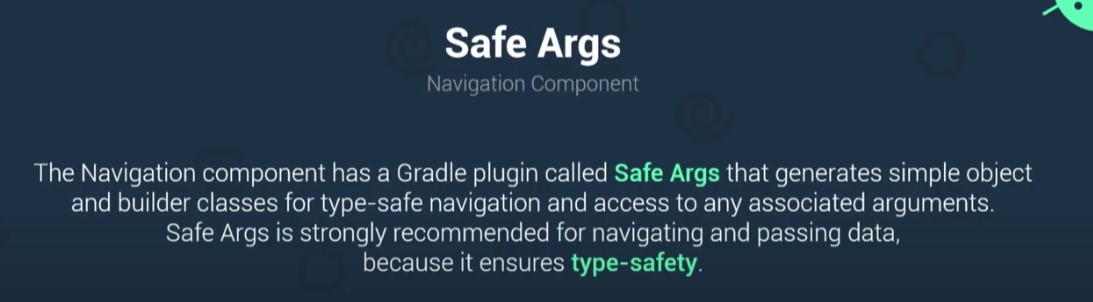 Safe Args
Navigation Component
The Navigation component has a Gradle plugin called Safe Args that generates simple object
and builder classes for type-safe navigation and access to any associated arguments.
Safe Args is strongly recommended for navigating and passing data,
because it ensures type-safety.